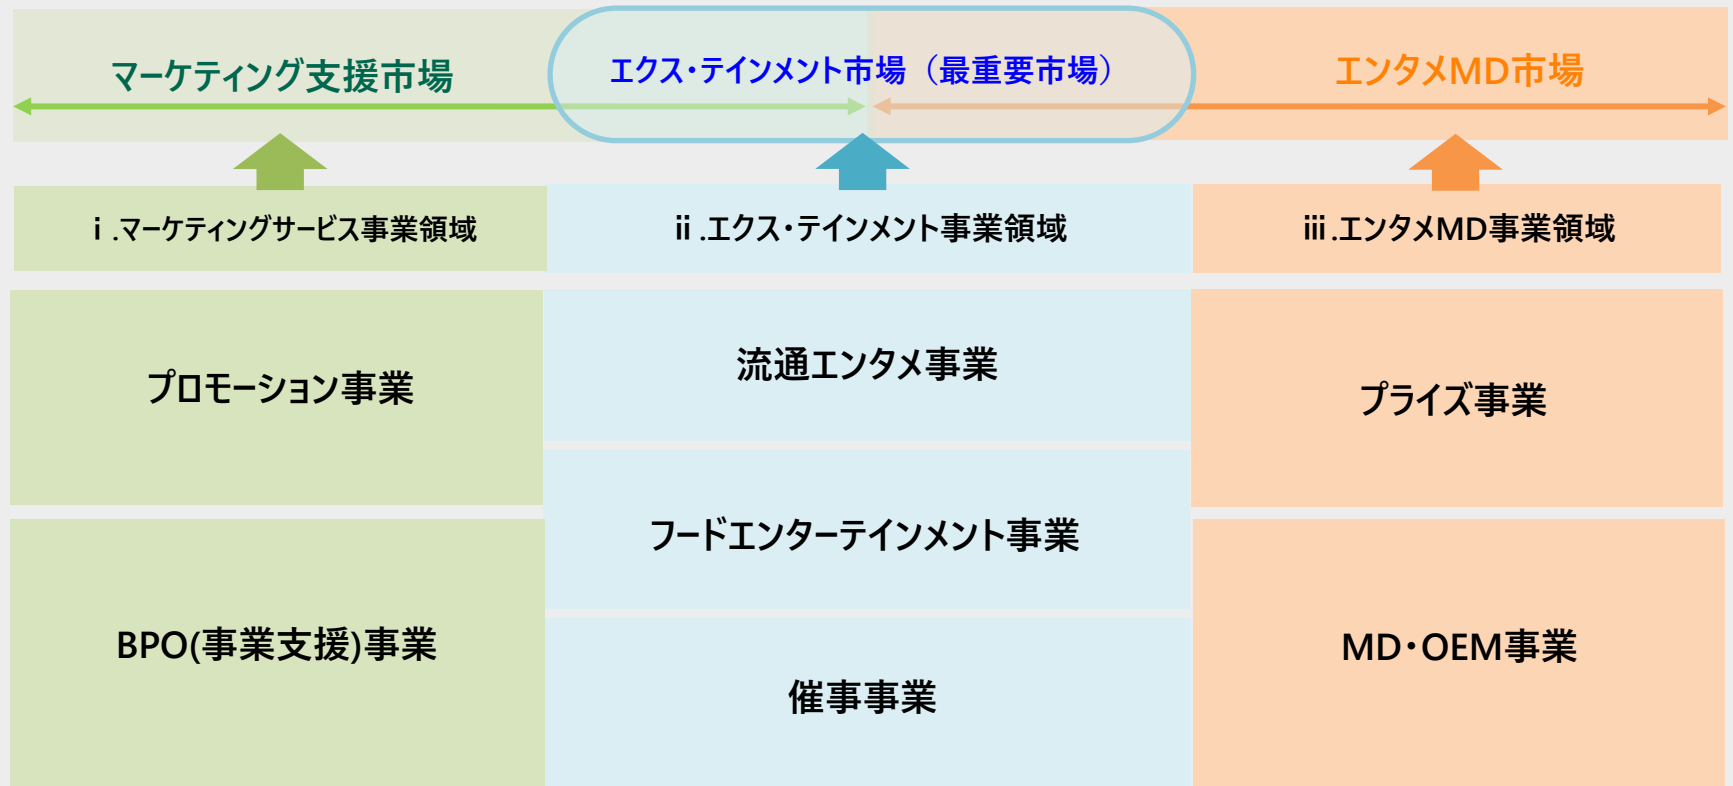 マーケティング支援市場
エクス・テインメント市場（最重要市場）
エンタメMD市場
ⅰ.マーケティングサービス事業領域
ⅱ.エクス・テインメント事業領域
ⅲ.エンタメMD事業領域
プロモーション事業
流通エンタメ事業
プライズ事業
フードエンターテインメント事業
BPO(事業支援)事業
催事事業
MD・OEM事業